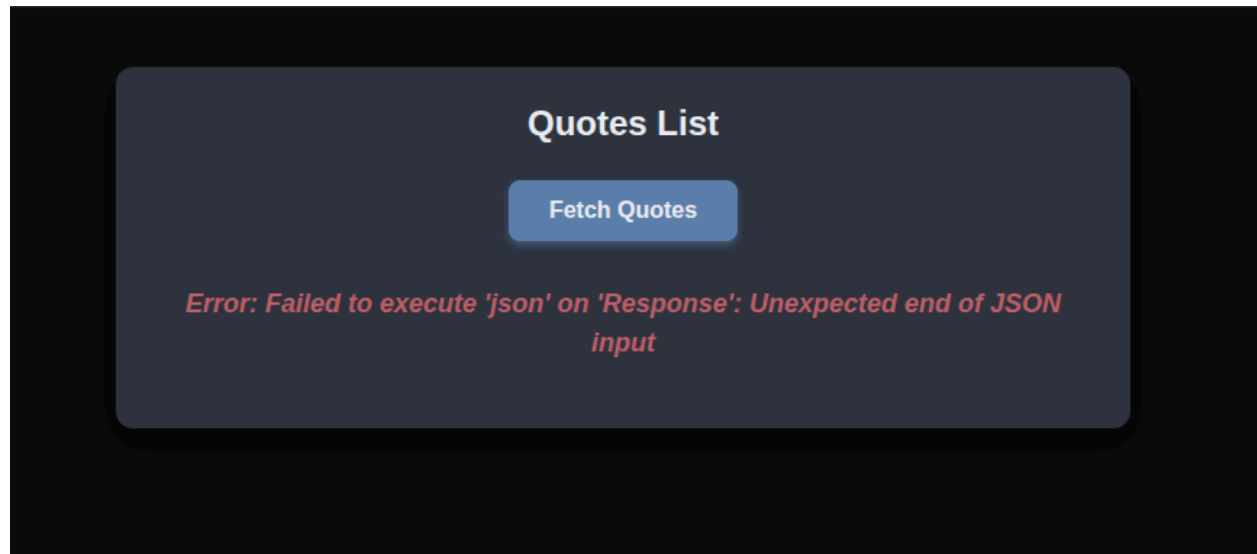 Quotes List
Fetch Quotes
Error: Failed to execute 'json' on 'Response': Unexpected end of JSON
input